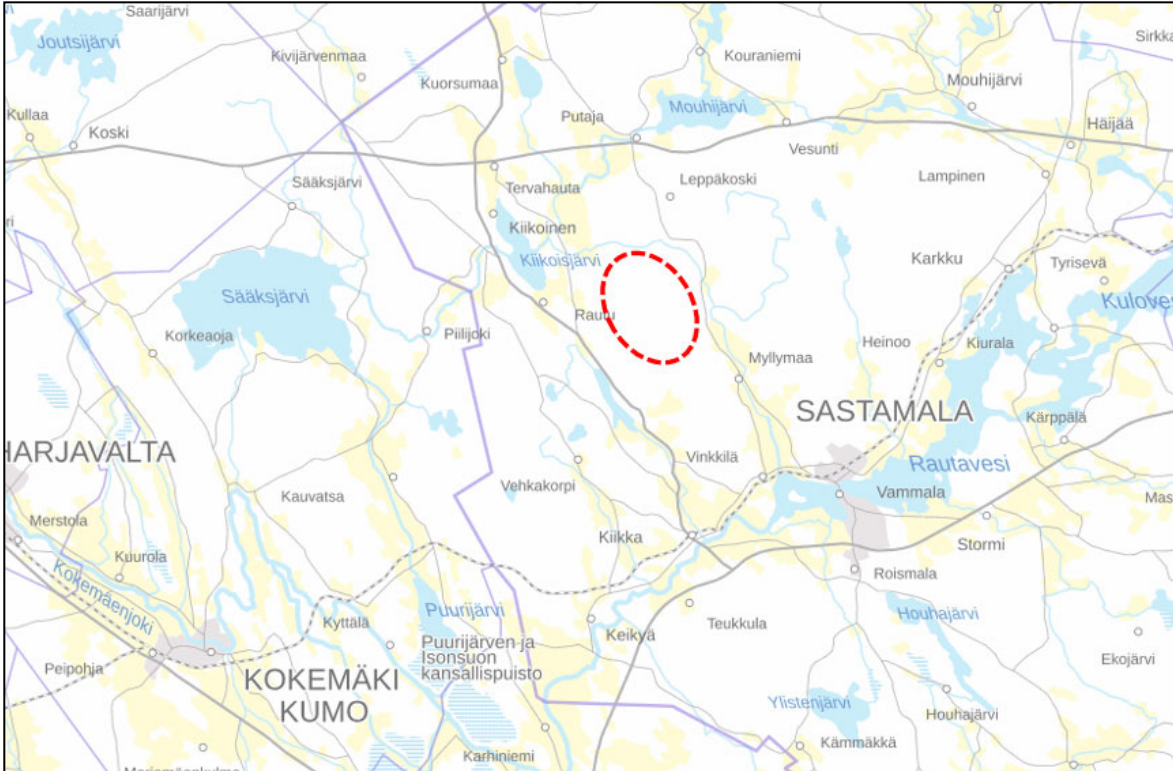 Saarijärvi
Joutsijärvi
Sirkka
Kivijärvenmaa
Kouraniemi
Kuorsumaa
Mouhijärvi
Kullaa
Mouhijärvi
Putaja
Koski
Häijää
Vesunti
Sääksjärvi
Leppäkoski
Lampinen
Tervahauta
ri
Kiikoinen
Karkku
Kiikoisjärvi
Tyrisevä
Sääksjärvi
Kulovesi
Rautu
Korkeaoja
Piilijoki
Heinoo
Kiurala
Myllymaa
SASTAMALA
Kärppälä
HARJAVALTA
Vinkkilä
Rautavesi
Vehkakorpi
Vammala
Kauvatsa
Mas
Merstola
Kiikka
Stormi
Kuurola
Roismala
Kokemäenjoki
Puurijärvi
Houhajärvi
Kyttälä
Teukkula
Keikyä
Puurijärven ja
Isonsuon
kansallispuisto
Peipohja
Ekojärvi
KOKEMÄKI
KUMO
Ylistenjärvi
Houhajärvi
Kämmäkkä
Karhiniemi